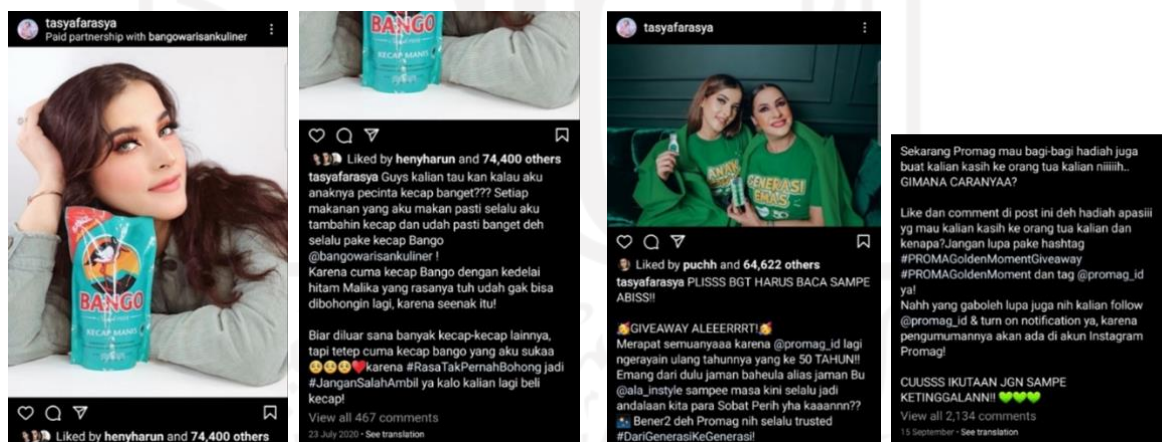 tasyafarasya
Paid partnership with bangowarisankuliner
BANGO
KECAP MANIS
Liked by henyharun and 74,400 others
BANGO
KECAP MANIS
Liked by henyharun and 74,400 others
tasyafarasya Guys kalian tau kan kalau aku
anaknya pecinta kecap banget??? Setiap
makanan yang aku makan pasti selalu aku
tambahin kecap dan udah pasti banget deh
selalu pake kecap Bango
@bangowarisankuliner !
Karena cuma kecap Bango dengan kedelai
hitam Malika yang rasanya tuh udah gak bisa
dibohongin lagi, karena seenak itu!
Biar diluar sana banyak kecap-kecap lainnya,
tapi tetep cuma kecap bango yang aku sukaa
🥺🥺🥺❤️karena #RasaTakPernahBohong jadi
#JanganSalahAmbil ya kalo kalian lagi beli
kecap!
View all 467 comments
23 July 2020 • See translation
tasyafarasya
ANAK
GENERASI
EMAS
50
Liked by puchh and 64,622 others
tasyafarasya PLISSS BGT HARUS BACA SAMPE
ABISS!!
🥳GIVEAWAY ALEEERRRT!🥳
Merapat semuanyaaa karena @promag_id lagi
ngerayain ulang tahunnya yang ke 50 TAHUN!!
Emang dari dulu jaman baheula alias jaman Bu
@ala_instyle sampee masa kini selalu jadi
andalaan kita para Sobat Perih yha kaaannn??
Bener2 deh Promag nih selalu trusted
#DariGenerasiKeGenerasi!
Sekarang Promag mau bagi-bagi hadiah juga
buat kalian kasih ke orang tua kalian niiiiih..
GIMANA CARANYAA?
Like dan comment di post ini deh hadiah apasiii
yg mau kalian kasih ke orang tua kalian dan
kenapa?Jangan lupa pake hashtag
#PROMAGoldenMomentGiveaway
#PROMAGoldenMoment dan tag @promag_id
ya!
Nahh yang gaboleh lupa juga nih kalian follow
@promag_id & turn on notification ya, karena
pengumumannya akan ada di akun Instagram
Promag!
CUUSSS IKUTAAN JGN SAMPE
KETINGGALANN!! 💚💚💚
View all 2,134 comments
15 September • See translation